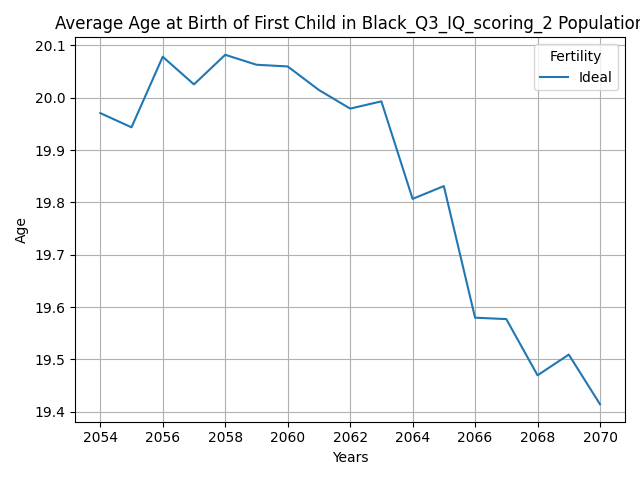 Average Age at Birth of First Child in Black_Q3_IQ_scoring_2 Population
20.1
20.0
19.9
19.8
19.7
19.6
19.5
19.4
Age
Fertility
Ideal
2054 2056 2058 2060 2062 2064 2066 2068 2070
Years